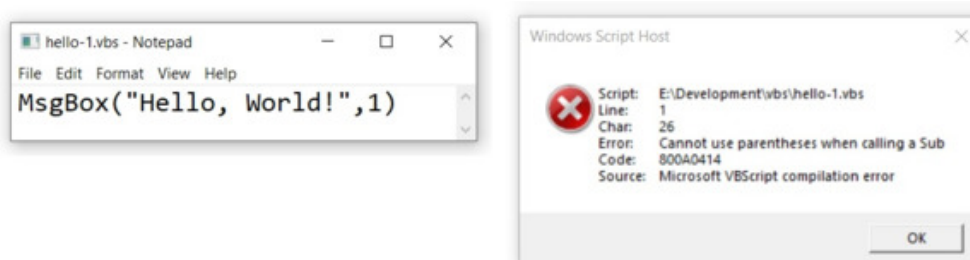 hello-1.vbs - Notepad
File Edit Format View Help
MsgBox("Hello, World!",1)
Windows Script Host
Script: E:\Development\vbs\hello-1.vbs
Line: 1
Char: 26
Error: Cannot use parentheses when calling a Sub
Code: 800A0414
Source: Microsoft VBScript compilation error
OK